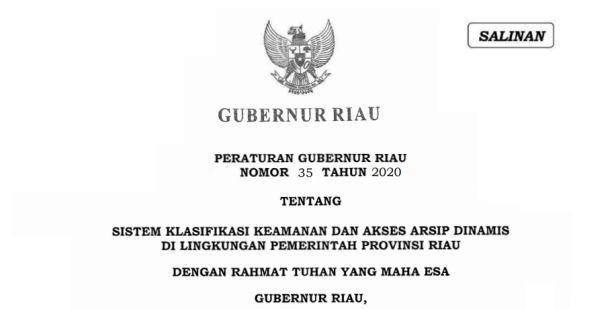 SALINAN
GUBERNUR RIAU
PERATURAN GUBERNUR RIAU
NOMOR 35 TAHUN 2020
TENTANG
SISTEM KLASIFIKASI KEAMANAN DAN AKSES ARSIP DINAMIS
DI LINGKUNGAN PEMERINTAH PROVINSI RIAU
DENGAN RAHMAT TUHAN YANG MAHA ESA
GUBERNUR RIAU,